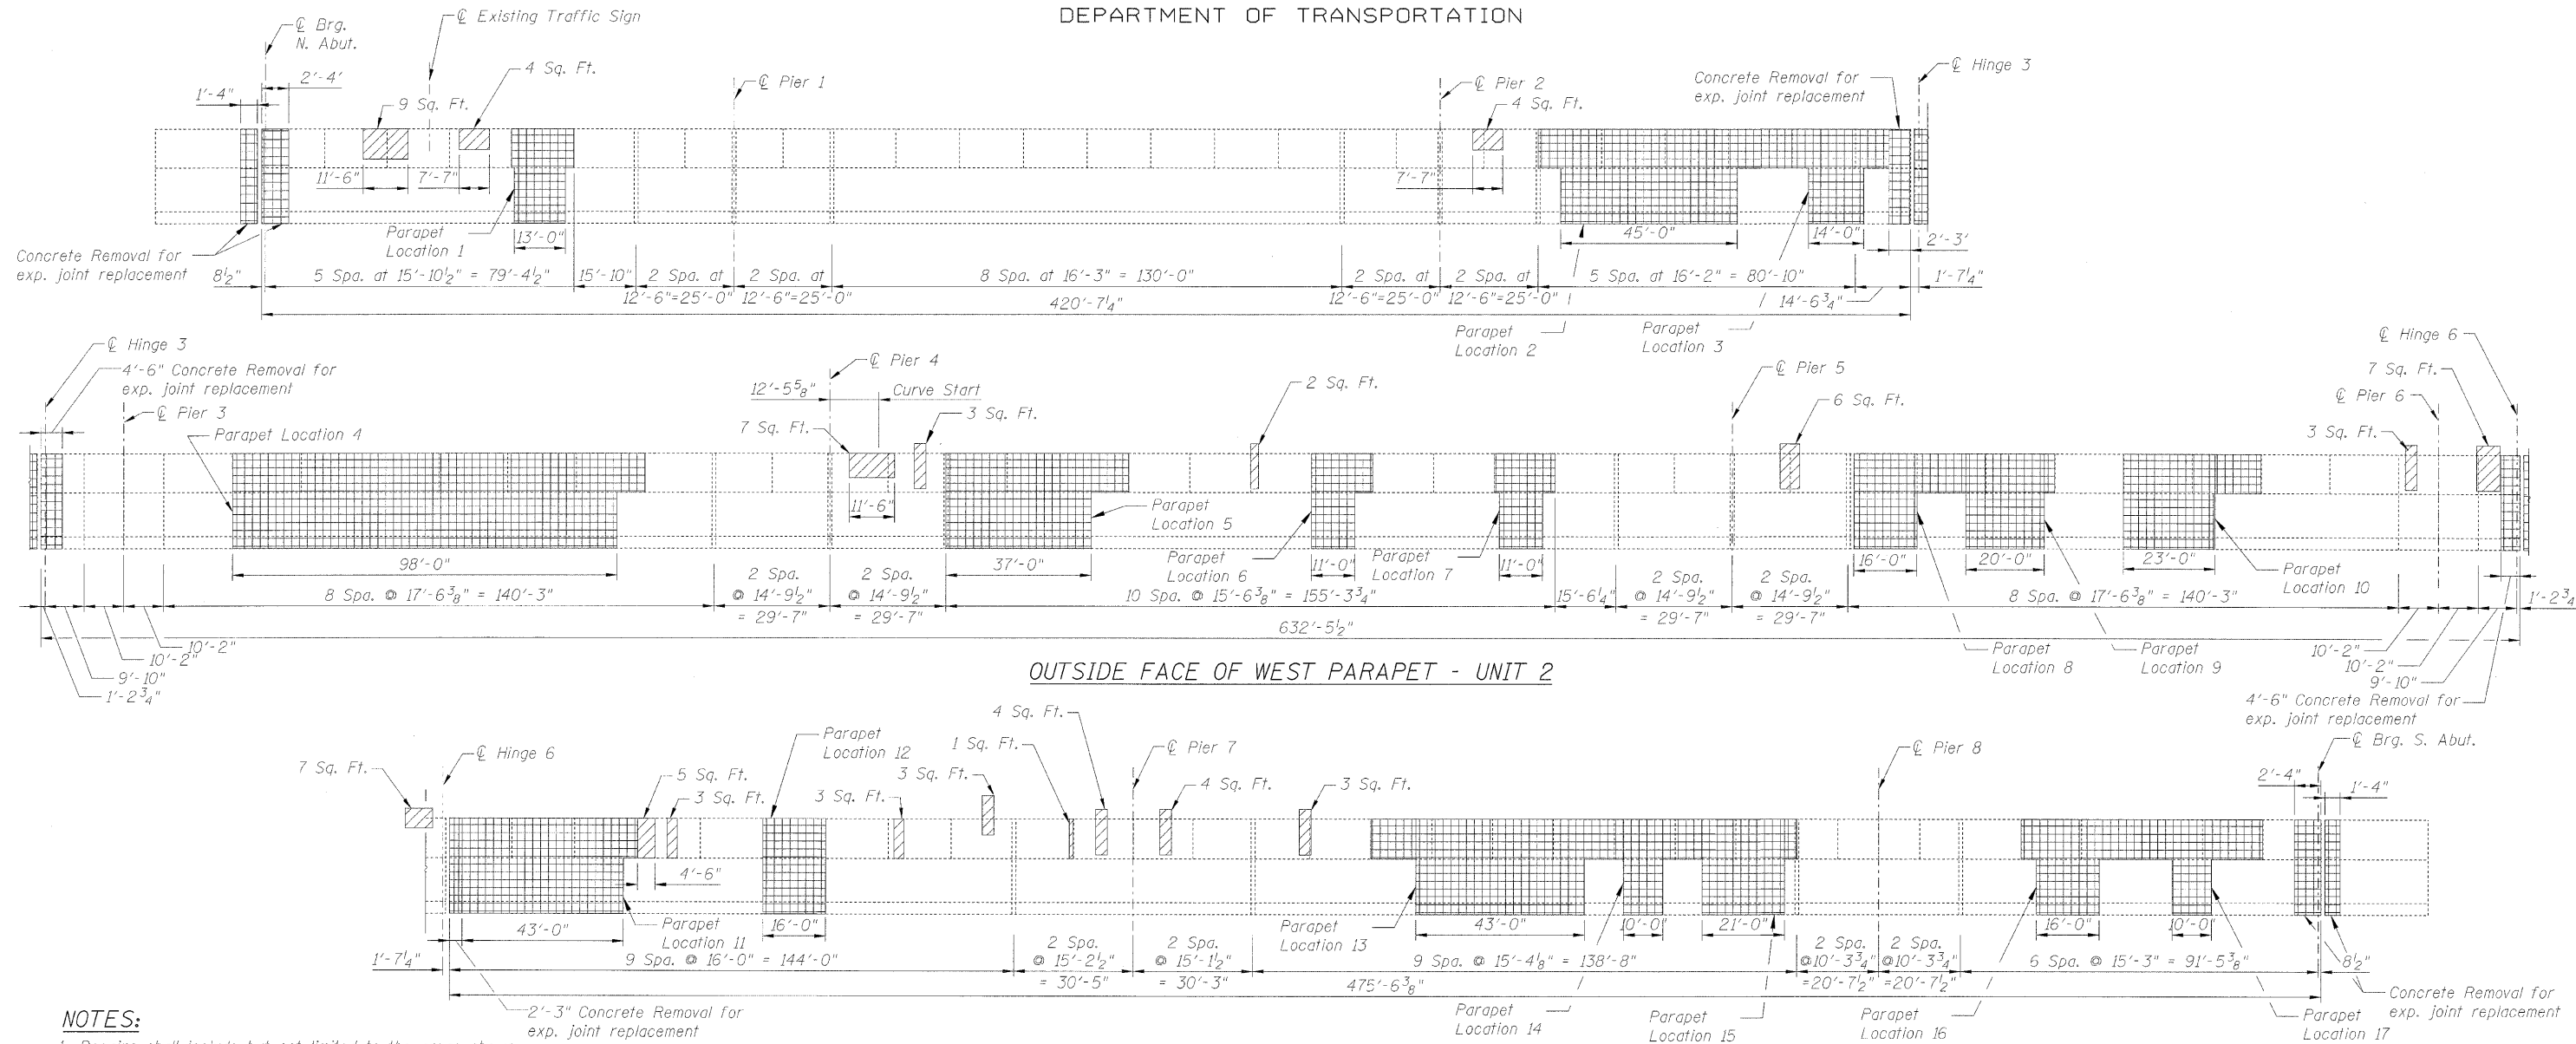 DEPARTMENT OF TRANSPORTATION
℄ Existing Traffic Sign
℄ Brg.
N. Abut.
2'-4'
4 Sq. Ft.
1'-4"
9 Sq. Ft.
℄ Pier 1
℄ Pier 2
4 Sq. Ft.
Concrete Removal for
exp. joint replacement
℄ Hinge 3
11'-6"
7'-7"
7'-7"
Parapet
Location 1
13'-0"
45'-0"
14'-0"
2'-3'
Concrete Removal for
exp. joint replacement
8½"
5 Spa. at 15'-10½" = 79'-4½"
15'-10"
2 Spa. at
12'-6"=25'-0"
2 Spa. at
12'-6"=25'-0"
8 Spa. at 16'-3" = 130'-0"
2 Spa. at
12'-6"=25'-0"
2 Spa. at
12'-6"=25'-0"
5 Spa. at 16'-2" = 80'-10"
14'-6¾"
1'-7¼"
420'-7¼"
Parapet
Location 2
Parapet
Location 3
℄ Hinge 3
4'-6" Concrete Removal for
exp. joint replacement
℄ Pier 3
Parapet Location 4
℄ Pier 4
12'-5⅝"
Curve Start
7 Sq. Ft.
3 Sq. Ft.
2 Sq. Ft.
℄ Pier 5
6 Sq. Ft.
℄ Hinge 6
7 Sq. Ft.
℄ Pier 6
3 Sq. Ft.
11'-6"
Parapet
Location 5
Parapet
Location 6
Parapet
Location 7
98'-0"
37'-0"
11'-0"
11'-0"
16'-0"
20'-0"
23'-0"
Parapet
Location 10
8 Spa. @ 17'-6⅜" = 140'-3"
2 Spa.
@ 14'-9½"
= 29'-7"
2 Spa.
@ 14'-9½"
= 29'-7"
10 Spa. @ 15'-6⅜" = 155'-3¾"
15'-6¼"
2 Spa.
@ 14'-9½"
= 29'-7"
2 Spa.
@ 14'-9½"
= 29'-7"
8 Spa. @ 17'-6⅜" = 140'-3"
1'-2¾"
632'-5½"
10'-2"
10'-2"
9'-10"
1'-2¾"
Parapet
Location 8
Parapet
Location 9
10'-2"
10'-2"
9'-10"
4'-6" Concrete Removal for
exp. joint replacement
OUTSIDE FACE OF WEST PARAPET - UNIT 2
7 Sq. Ft.
℄ Hinge 6
5 Sq. Ft.
3 Sq. Ft.
Parapet
Location 12
3 Sq. Ft.
3 Sq. Ft.
1 Sq. Ft.
4 Sq. Ft.
℄ Pier 7
4 Sq. Ft.
3 Sq. Ft.
℄ Pier 8
℄ Brg. S. Abut.
2'-4"
1'-4"
4'-6"
43'-0"
Parapet
Location 11
16'-0"
Parapet
Location 13
43'-0"
10'-0"
21'-0"
16'-0"
10'-0"
1'-7¼"
9 Spa. @ 16'-0" = 144'-0"
2 Spa.
@ 15'-2½"
= 30'-5"
2 Spa.
@ 15'-1½"
= 30'-3"
9 Spa. @ 15'-4⅞" = 138'-8"
2 Spa.
@10'-3¾"
=20'-7½"
2 Spa.
@10'-3¾"
=20'-7½"
6 Spa. @ 15'-3" = 91'-5⅜"
8½"
475'-6⅜"
2'-3" Concrete Removal for
exp. joint replacement
Parapet
Location 14
Parapet
Location 15
Parapet
Location 16
Parapet
Location 17
Concrete Removal for
exp. joint replacement
NOTES: